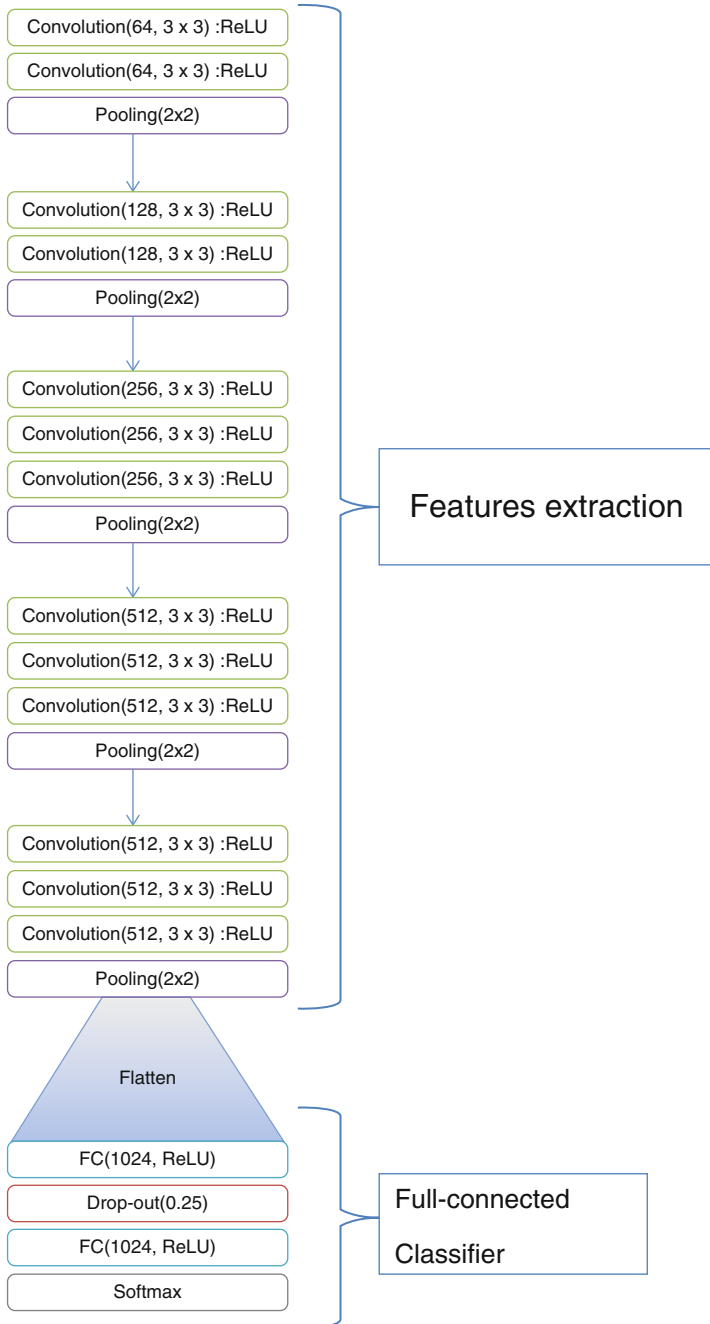 Convolution(64, 3 x 3) :ReLU
Convolution(64, 3 x 3) :ReLU
Pooling(2x2)
Convolution(128, 3 x 3) :ReLU
Convolution(128, 3 x 3) :ReLU
Pooling(2x2)
Convolution(256, 3 x 3) :ReLU
Convolution(256, 3 x 3) :ReLU
Convolution(256, 3 x 3) :ReLU
Pooling(2x2)
Convolution(512, 3 x 3) :ReLU
Convolution(512, 3 x 3) :ReLU
Convolution(512, 3 x 3) :ReLU
Pooling(2x2)
Convolution(512, 3 x 3) :ReLU
Convolution(512, 3 x 3) :ReLU
Convolution(512, 3 x 3) :ReLU
Pooling(2x2)
Features extraction
Flatten
FC(1024, ReLU)
Drop-out(0.25)
FC(1024, ReLU)
Softmax
Full-connected
Classifier